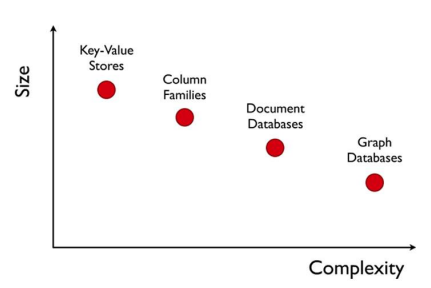 Key-Value
Stores
Column
Families
Document
Databases
Graph
Databases
Size
Complexity